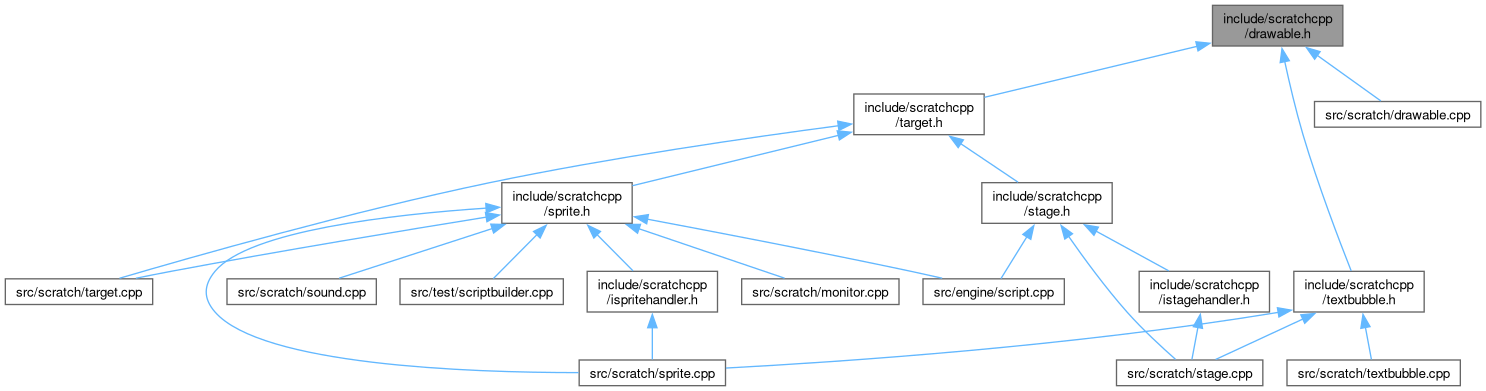 include/scratchcpp
/drawable.h
include/scratchcpp
/target.h
src/scratch/drawable.cpp
include/scratchcpp
/sprite.h
include/scratchcpp
/stage.h
src/scratch/target.cpp
src/scratch/sound.cpp
src/test/scriptbuilder.cpp
include/scratchcpp
/ispritehandler.h
src/scratch/monitor.cpp
src/engine/script.cpp
include/scratchcpp
/istagehandler.h
include/scratchcpp
/textbubble.h
src/scratch/sprite.cpp
src/scratch/stage.cpp
src/scratch/textbubble.cpp